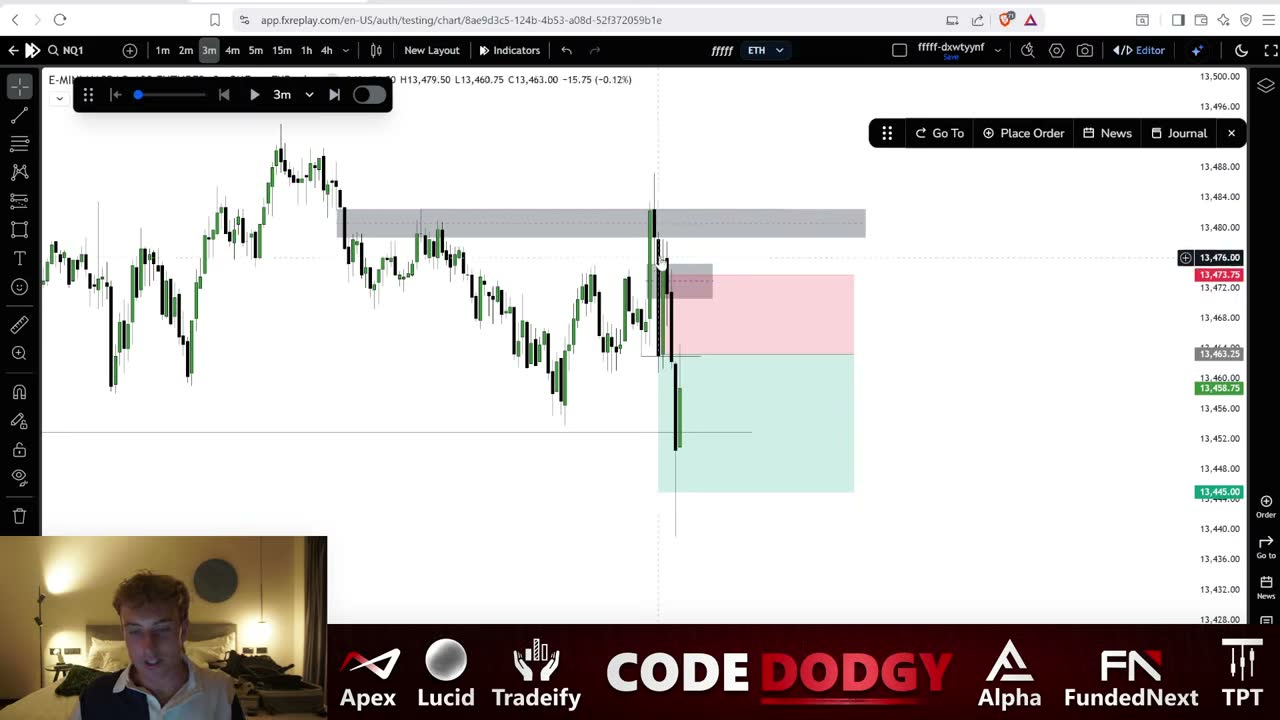 app.fxreplay.com/en-US/auth/testing/chart/8ae9d3c5-124b-4b53-a08d-52f372059b1e
NQ1
1m 2m 3m 4m 5m 15m 1h 4h
New Layout
Indicators
fffff
ETH
fffff-dxwtyynf
Save
Editor
H13,479.50 L13,460.75 C13,463.00 −15.75 (−0.12%)
3m
Go To
Place Order
News
Journal
13,500.00
13,496.00
13,488.00
13,484.00
13,480.00
13,476.00
13,473.75
13,472.00
13,468.00
13,463.25
13,460.00
13,458.75
13,456.00
13,452.00
13,448.00
13,445.00
13,440.00
13,436.00
13,432.00
13,428.00
Order
Go to
News
Apex
Lucid
Tradeify
CODE DODGY
Alpha
FN
FundedNext
TPT